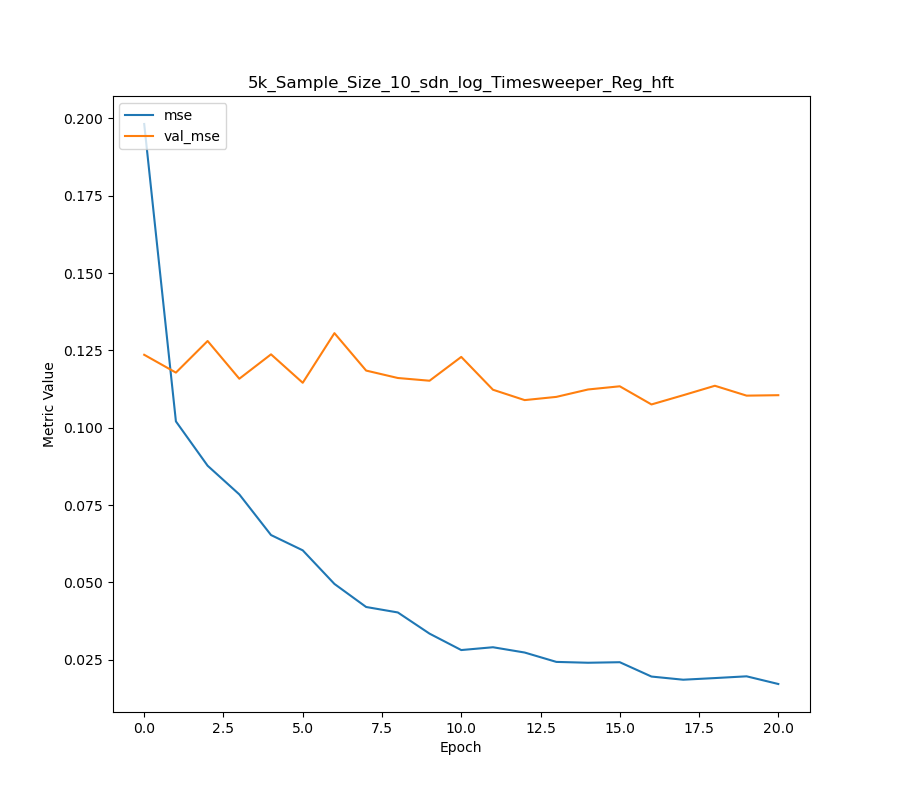 5k_Sample_Size_10_sdn_log_Timesweeper_Reg_hft
mse
val_mse
0.200
0.175
0.150
0.125
0.100
0.075
0.050
0.025
Metric Value
0.0 2.5 5.0 7.5 10.0 12.5 15.0 17.5 20.0
Epoch